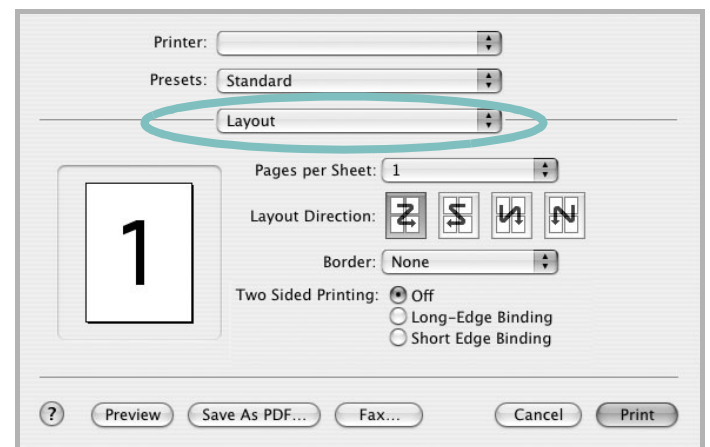 Printer:
Presets: Standard
Layout
Pages per Sheet: 1
Layout Direction:
Border: None
1
Two Sided Printing: Off
Long-Edge Binding
Short Edge Binding
? Preview Save As PDF... Fax... Cancel Print